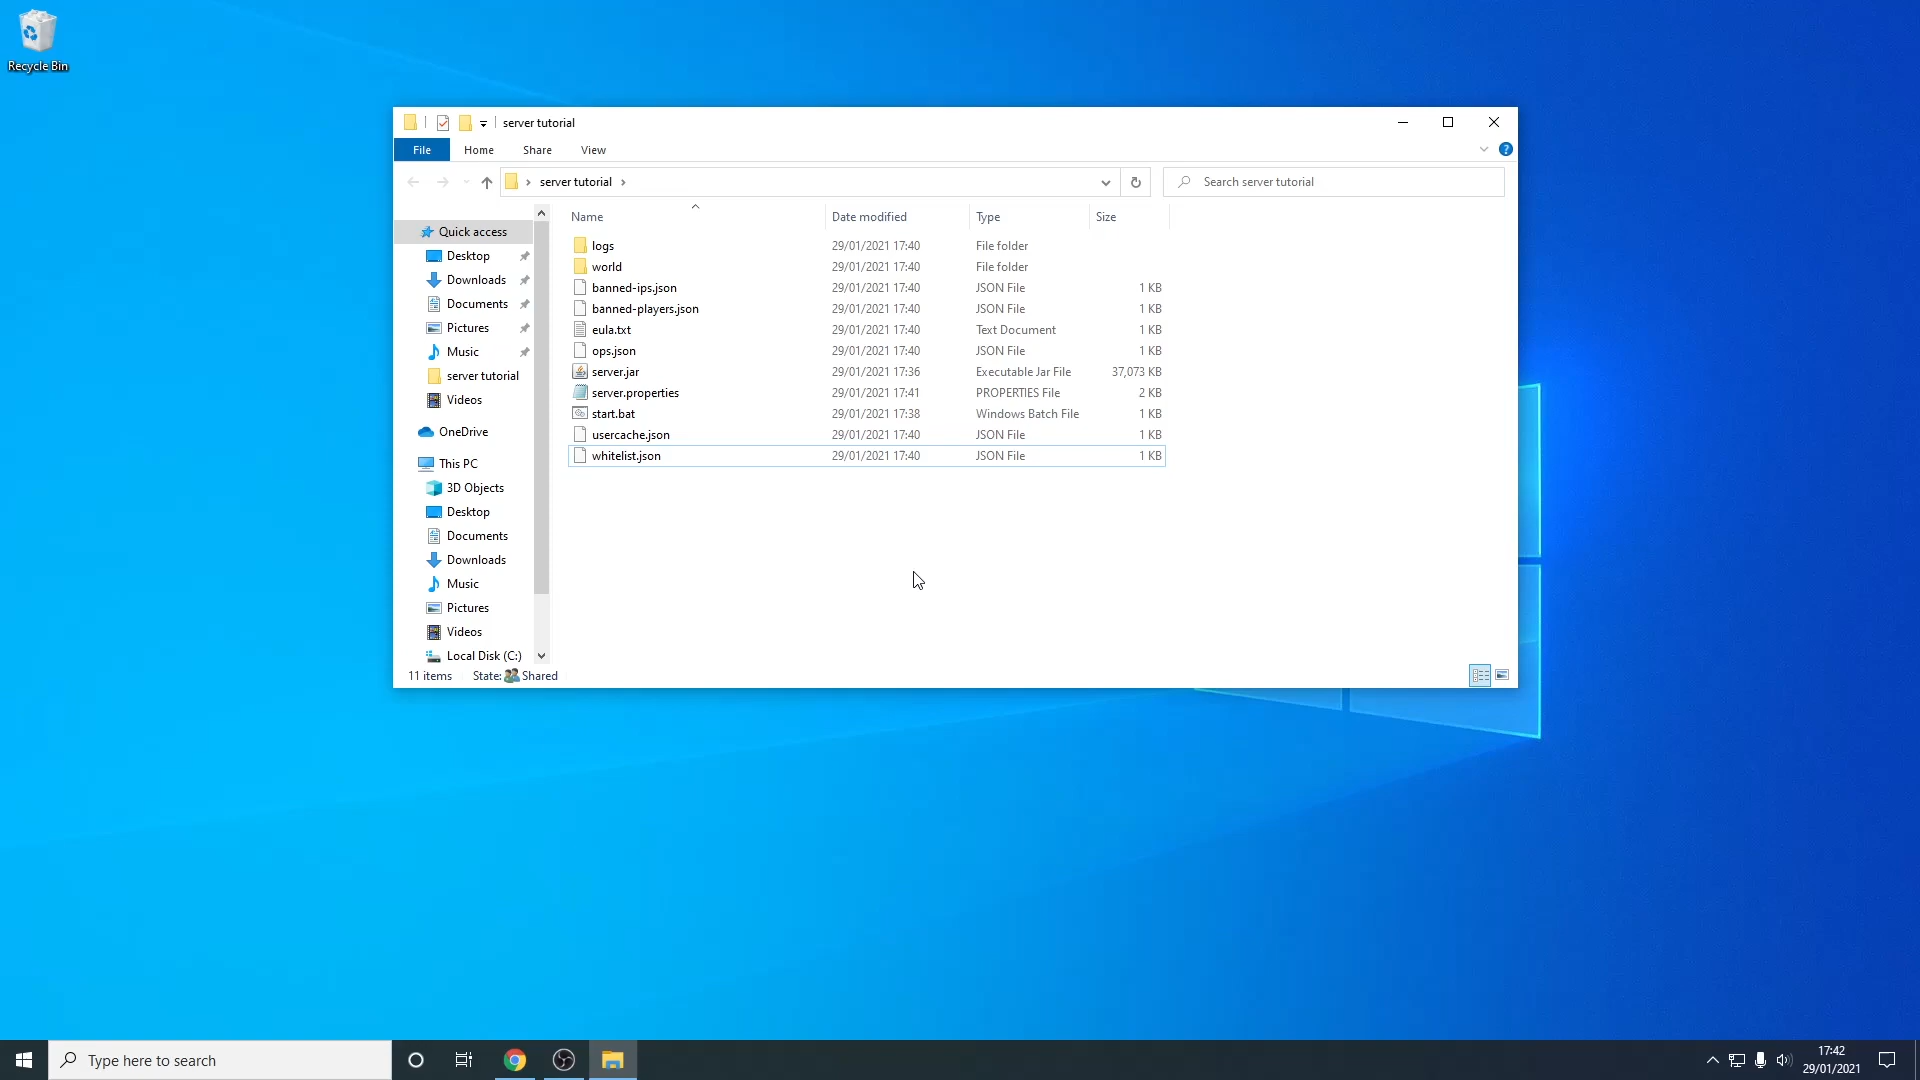 Recycle Bin
server tutorial
File Home Share View
server tutorial
Search server tutorial
Name Date modified Type Size
Quick access
Desktop
Downloads
Documents
Pictures
Music
server tutorial
Videos
OneDrive
This PC
3D Objects
Desktop
Documents
Downloads
Music
Pictures
Videos
Local Disk (C:)
logs 29/01/2021 17:40 File folder
world 29/01/2021 17:40 File folder
banned-ips.json 29/01/2021 17:40 JSON File 1 KB
banned-players.json 29/01/2021 17:40 JSON File 1 KB
eula.txt 29/01/2021 17:40 Text Document 1 KB
ops.json 29/01/2021 17:40 JSON File 1 KB
server.jar 29/01/2021 17:36 Executable Jar File 37,073 KB
server.properties 29/01/2021 17:41 PROPERTIES File 2 KB
start.bat 29/01/2021 17:38 Windows Batch File 1 KB
usercache.json 29/01/2021 17:40 JSON File 1 KB
whitelist.json 29/01/2021 17:40 JSON File 1 KB
11 items State: Shared
Type here to search
17:42
29/01/2021